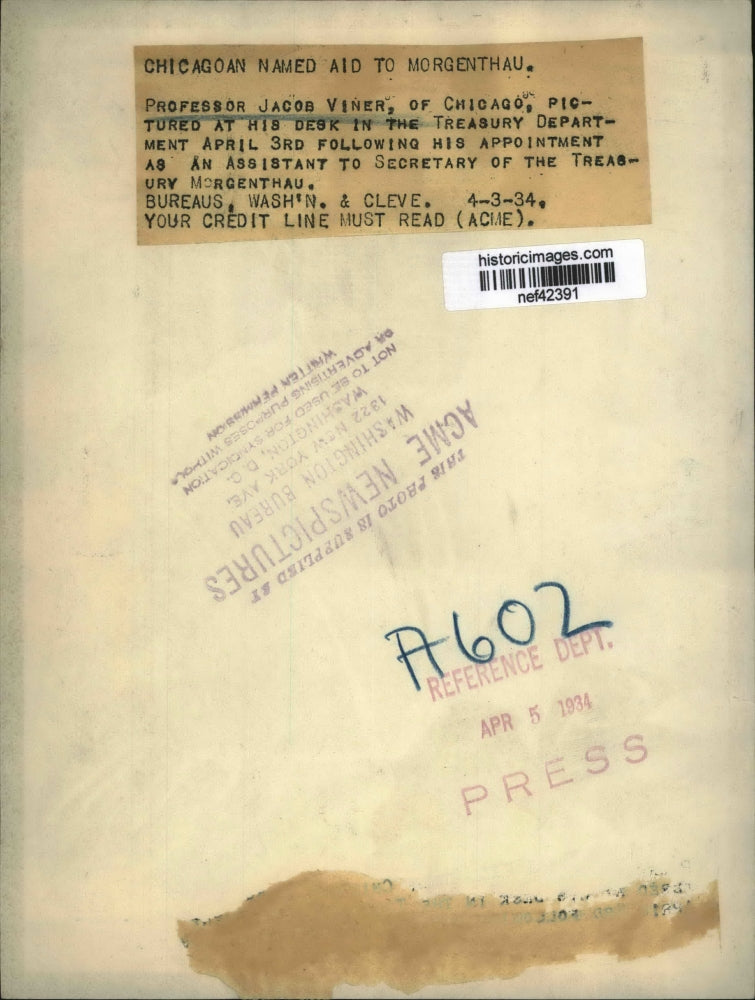 CHICAGOAN NAMED AID TO MORGENTHAU.
PROFESSOR JACOB VINER, OF CHICAGO, PIC-
TURED AT HIS DESK IN THE TREASURY DEPART-
MENT APRIL 3RD FOLLOWING HIS APPOINTMENT
AS AN ASSISTANT TO SECRETARY OF THE TREAS-
URY MORGENTHAU.
BUREAUS, WASH'N. & CLEVE. 4-3-34.
YOUR CREDIT LINE MUST READ (ACME).
historicimages.com
nef42391
THIS PHOTO IS SUPPLIED BY
ACME NEWSPICTURES
WASHINGTON BUREAU
1322 NEW YORK AVE.
WASHINGTON, D. C.
NOT TO BE USED FOR SYNDICATION
OR ADVERTISING PURPOSES WITHOUT
WRITTEN PERMISSION
A602
REFERENCE DEPT.
APR 5 1934
PRESS
DESK IN THE